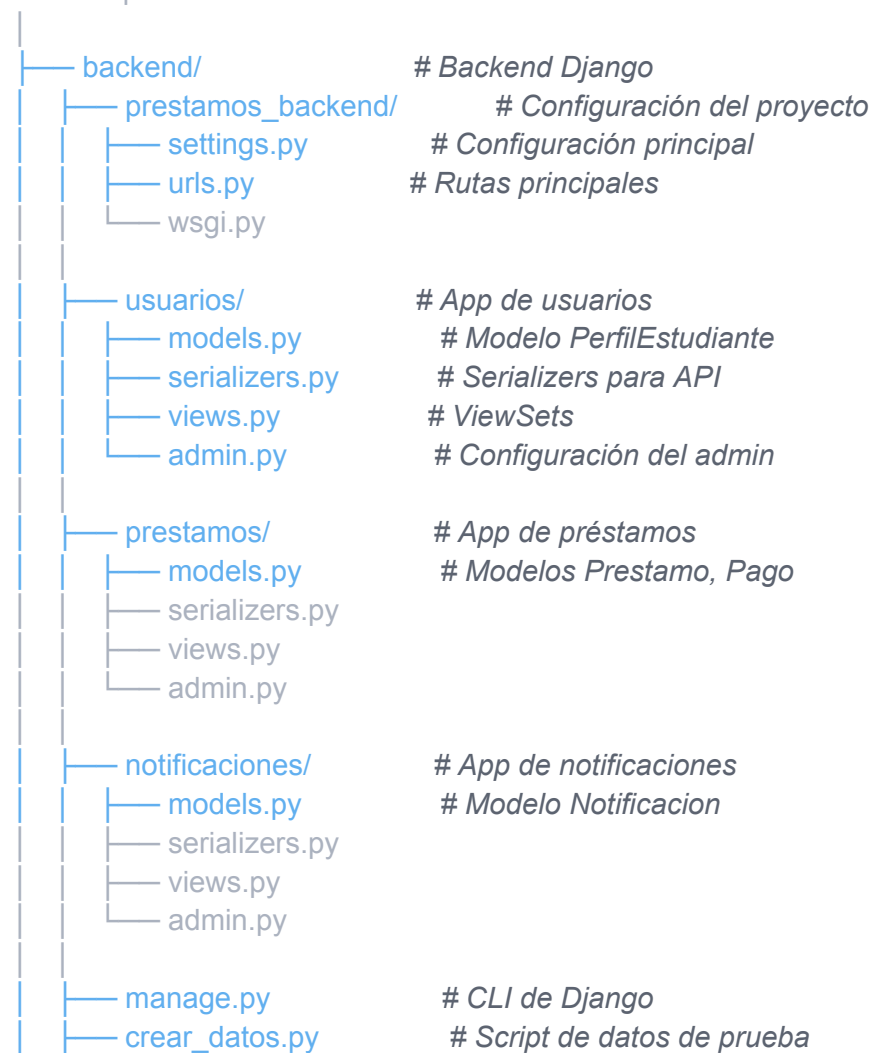 │
├── backend/ # Backend Django
│ ├── prestamos_backend/ # Configuración del proyecto
│ │ ├── settings.py # Configuración principal
│ │ ├── urls.py # Rutas principales
│ │ └── wsgi.py
│ │
│ ├── usuarios/ # App de usuarios
│ │ ├── models.py # Modelo PerfilEstudiante
│ │ ├── serializers.py # Serializers para API
│ │ ├── views.py # ViewSets
│ │ └── admin.py # Configuración del admin
│ │
│ ├── prestamos/ # App de préstamos
│ │ ├── models.py # Modelos Prestamo, Pago
│ │ ├── serializers.py
│ │ ├── views.py
│ │ └── admin.py
│ │
│ ├── notificaciones/ # App de notificaciones
│ │ ├── models.py # Modelo Notificacion
│ │ ├── serializers.py
│ │ ├── views.py
│ │ └── admin.py
│ │
│ ├── manage.py # CLI de Django
│ ├── crear_datos.py # Script de datos de prueba